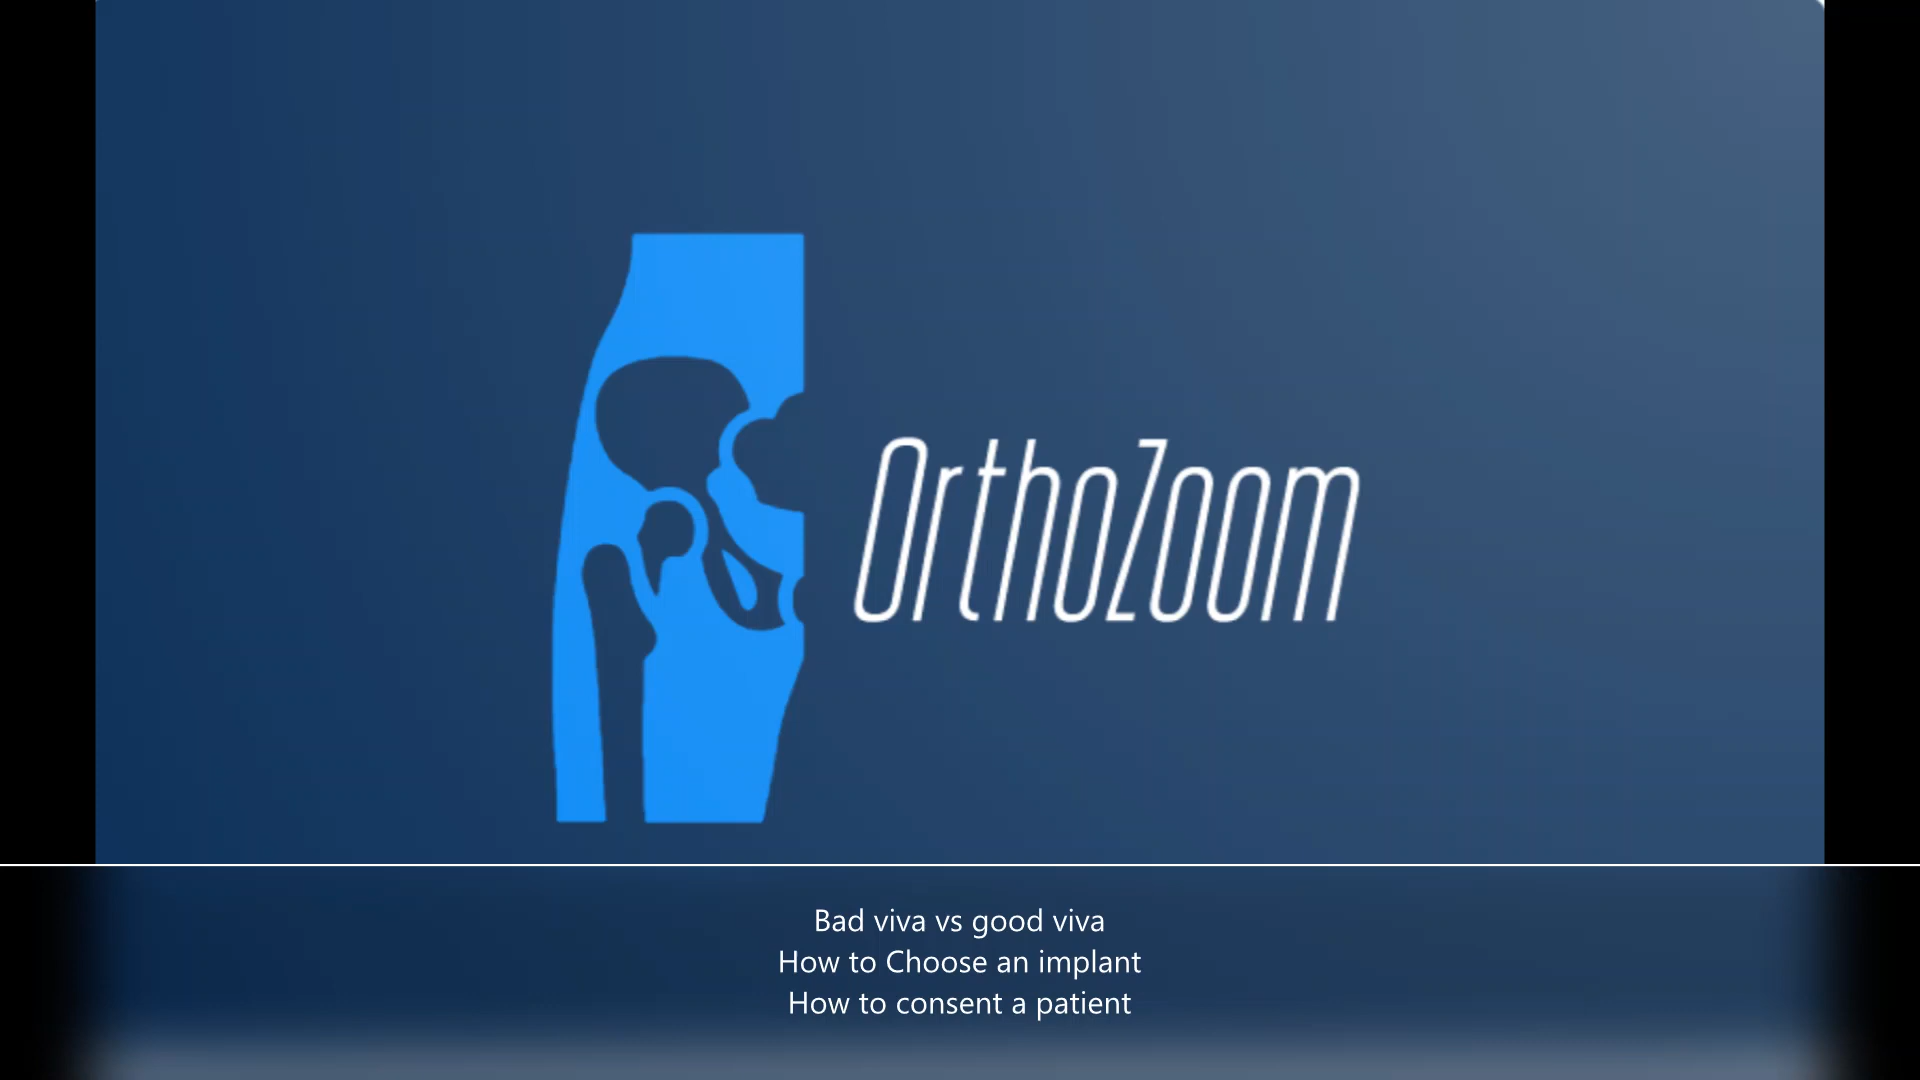 OrthoZoom
Bad viva vs good viva
How to Choose an implant
How to consent a patient